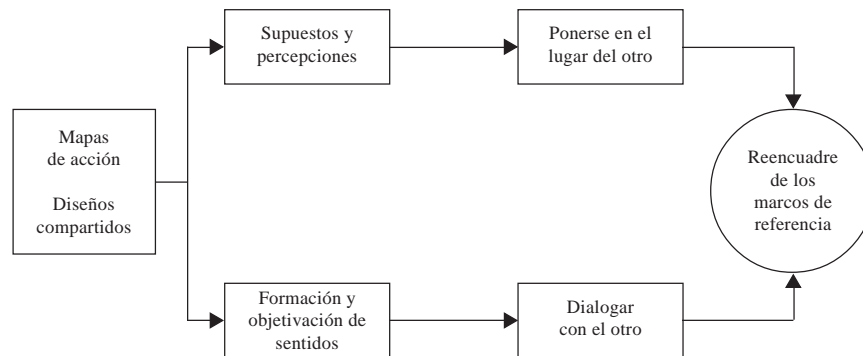 Mapas
de acción
Diseños
compartidos
Supuestos y
percepciones
Ponerse en el
lugar del otro
Formación y
objetivación de
sentidos
Dialogar
con el otro
Reencuadre
de los
marcos de
referencia